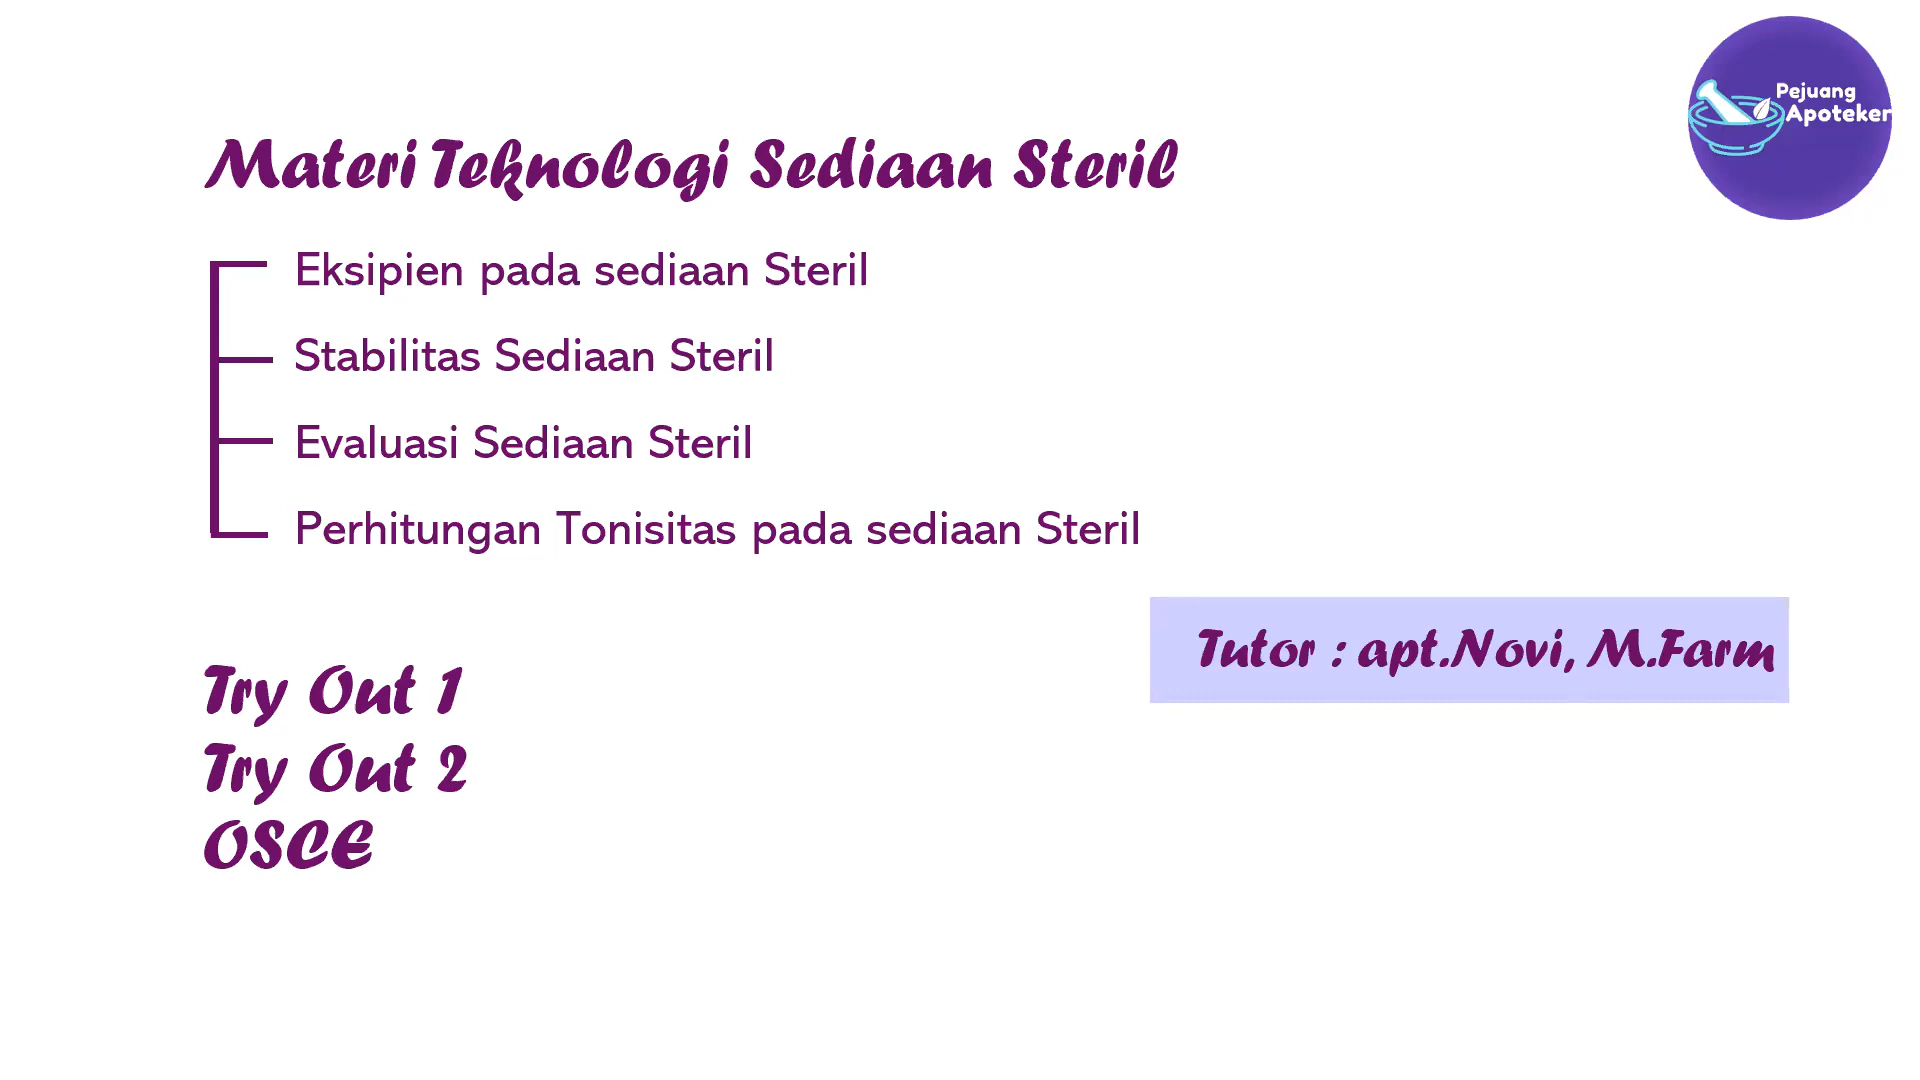 Pejuang
Apoteker
Materi Teknologi Sediaan Steril
Eksipien pada sediaan Steril
Stabilitas Sediaan Steril
Evaluasi Sediaan Steril
Perhitungan Tonisitas pada sediaan Steril
Tutor : apt.Novi, M.Farm
Try Out 1
Try Out 2
OSCE